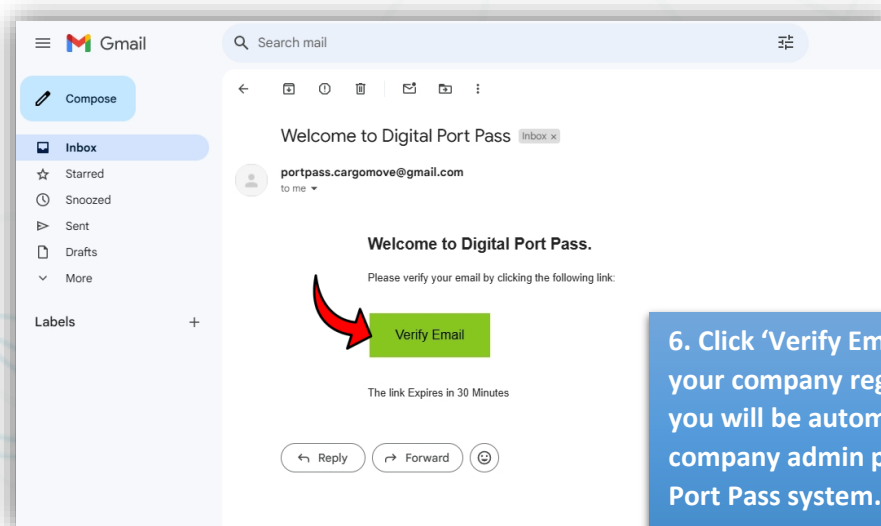 Gmail
Search mail
Compose
Inbox
Starred
Snoozed
Sent
Drafts
More
Labels
Welcome to Digital Port Pass Inbox x
portpass.cargomove@gmail.com
to me
Welcome to Digital Port Pass.
Please verify your email by clicking the following link:
Verify Email
The link Expires in 30 Minutes
Reply
Forward
6. Click ‘Verify Em
your company reg
you will be autom
company admin p
Port Pass system.